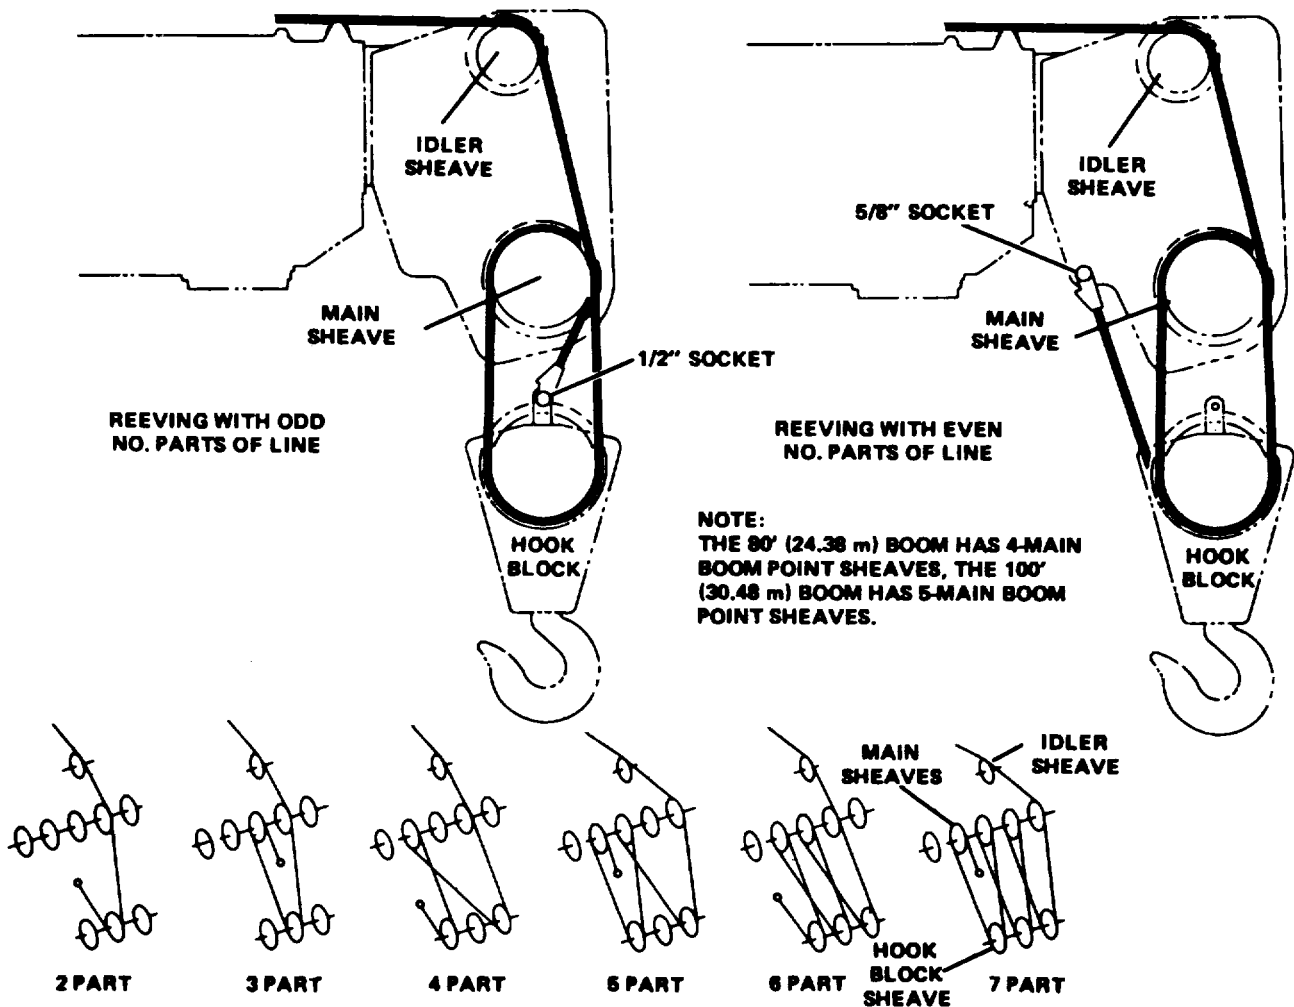 IDLER
SHEAVE
MAIN
SHEAVE
1/2" SOCKET
REEVING WITH ODD
NO. PARTS OF LINE
HOOK
BLOCK
IDLER
SHEAVE
5/8" SOCKET
MAIN
SHEAVE
REEVING WITH EVEN
NO. PARTS OF LINE
HOOK
BLOCK
NOTE:
THE 80' (24.38 m) BOOM HAS 4-MAIN
BOOM POINT SHEAVES, THE 100'
(30.48 m) BOOM HAS 5-MAIN BOOM
POINT SHEAVES.
MAIN
SHEAVES
IDLER
SHEAVE
HOOK
BLOCK
SHEAVE
2 PART
3 PART
4 PART
5 PART
6 PART
7 PART